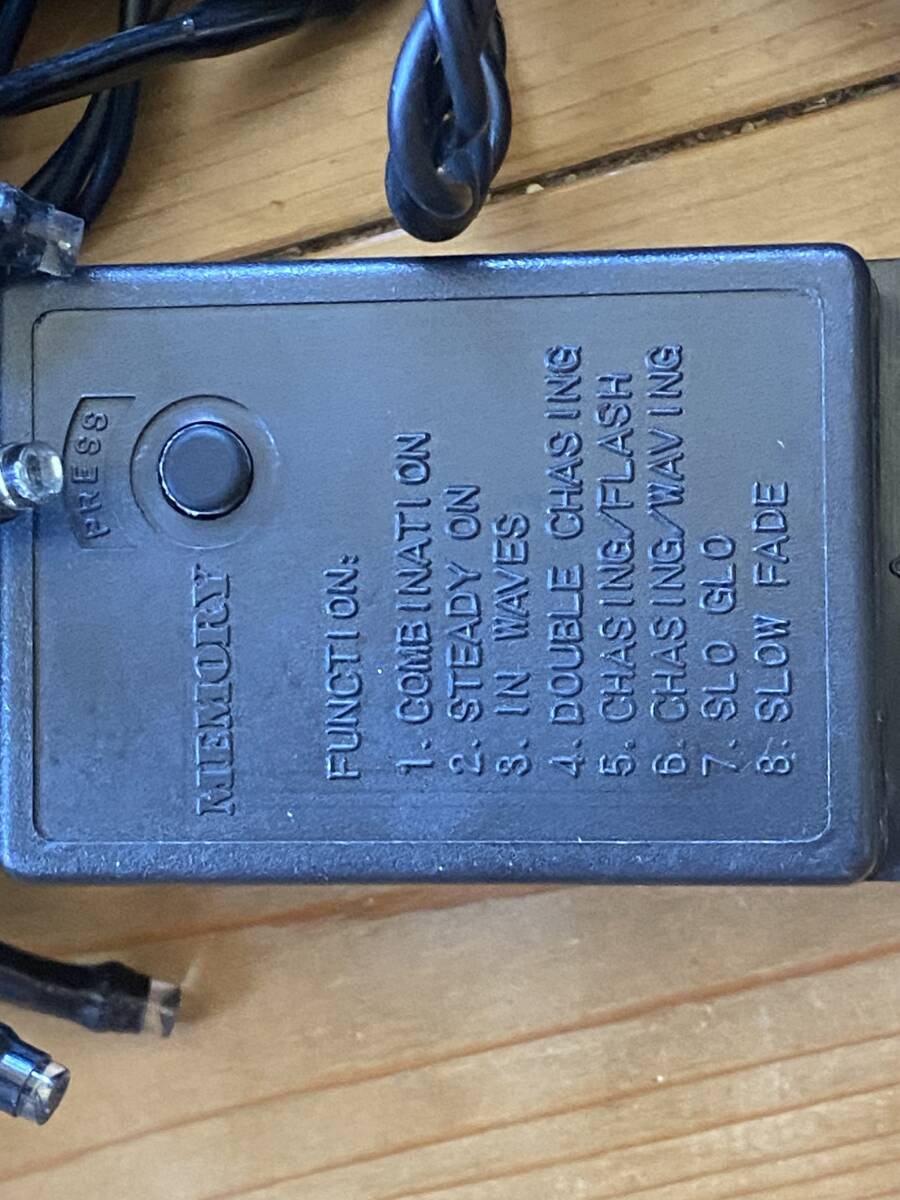 PRESS
MEMORY
FUNCTION:
1. COMBINATION
2. STEADY ON
3. IN WAVES
4. DOUBLE CHASING
5. CHASING/FLASH
6. CHASING/WAVING
7. SLO GLO
8. SLOW FADE